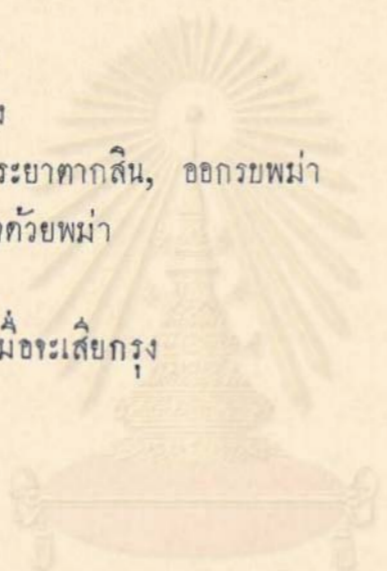 ง
ระยาตากสิน, ออกรบพม่า
ด้วยพม่า
มื่อจะเสียกรุง